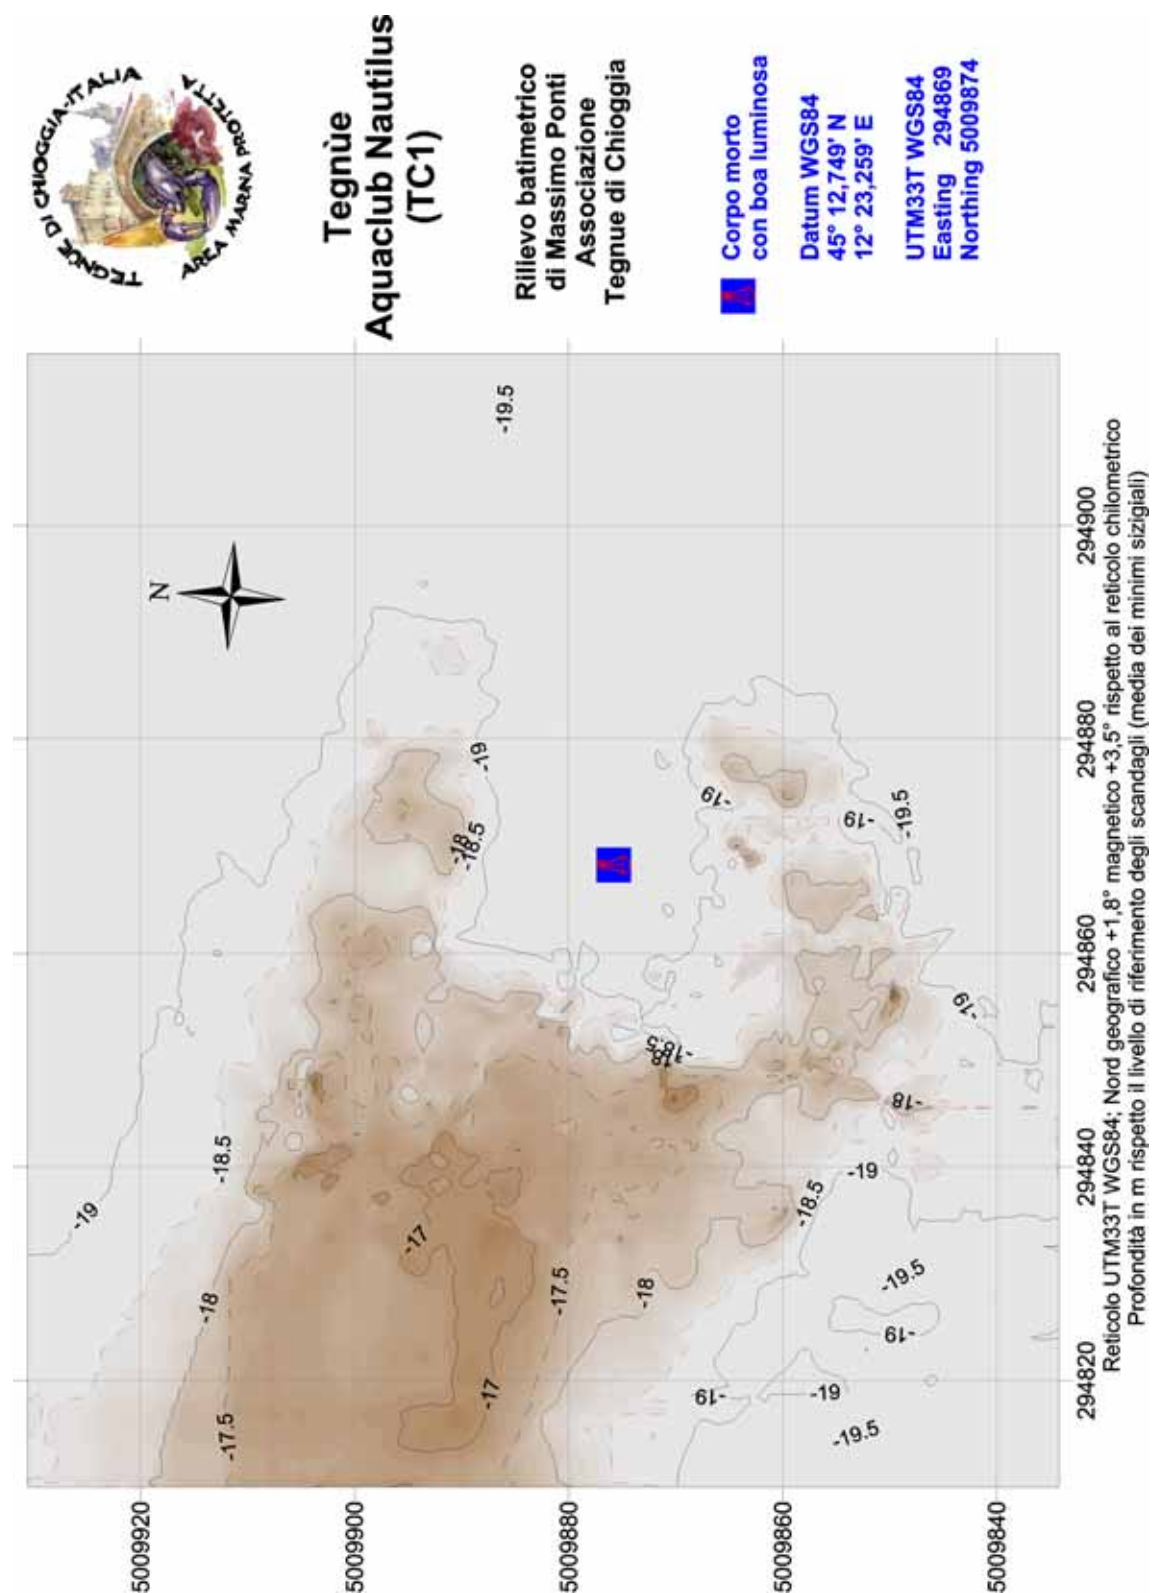 TEGNÙE DI CHIOGGIA-ITALIA
AREA MARINA PROTETTA
Tegnùe
Aquaclub Nautilus
(TC1)
Rilievo batimetrico
di Massimo Ponti
Associazione
Tegnue di Chioggia
Corpo morto
con boa luminosa
Datum WGS84
45° 12,749' N
12° 23,259' E
UTM33T WGS84
Easting 294869
Northing 5009874
N
-19.5
-19
-18
-18.5
-19
-19
-19.5
-18.5
-18
-19
-18
-19
-18.5
-18.5
-19
-17
-18
-17.5
-18
-19.5
-19
-17
-19
-19
-17.5
-19.5
5009920
5009900
5009880
5009860
5009840
294900
294880
294860
294840
294820
Reticolo UTM33T WGS84; Nord geografico +1,8° magnetico +3,5° rispetto al reticolo chilometrico
Profondità in m rispetto il livello di riferimento degli scandagli (media dei minimi sizigiali)